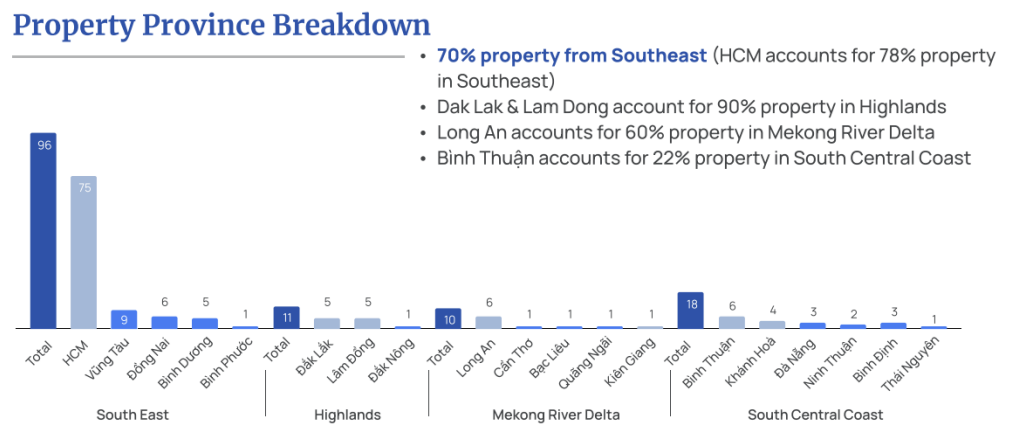 Property Province Breakdown
• 70% property from Southeast (HCM accounts for 78% property
in Southeast)
• Dak Lak & Lam Dong account for 90% property in Highlands
• Long An accounts for 60% property in Mekong River Delta
• Bình Thuận accounts for 22% property in South Central Coast
96 75 9 6 5 1 11 5 5 1 10 6 1 1 1 1 18 6 4 3 2 3 1
Total HCM Vũng Tàu Đồng Nai Bình Dương Bình Phước Total Đắk Lắk Lâm Đồng Đắk Nông Total Long An Cần Thơ Bạc Liêu Quãng Ngãi Kiên Giang Total Bình Thuận Khánh Hoà Đà Nẵng Ninh Thuận Bình Định Thái Nguyên
South East Highlands Mekong River Delta South Central Coast